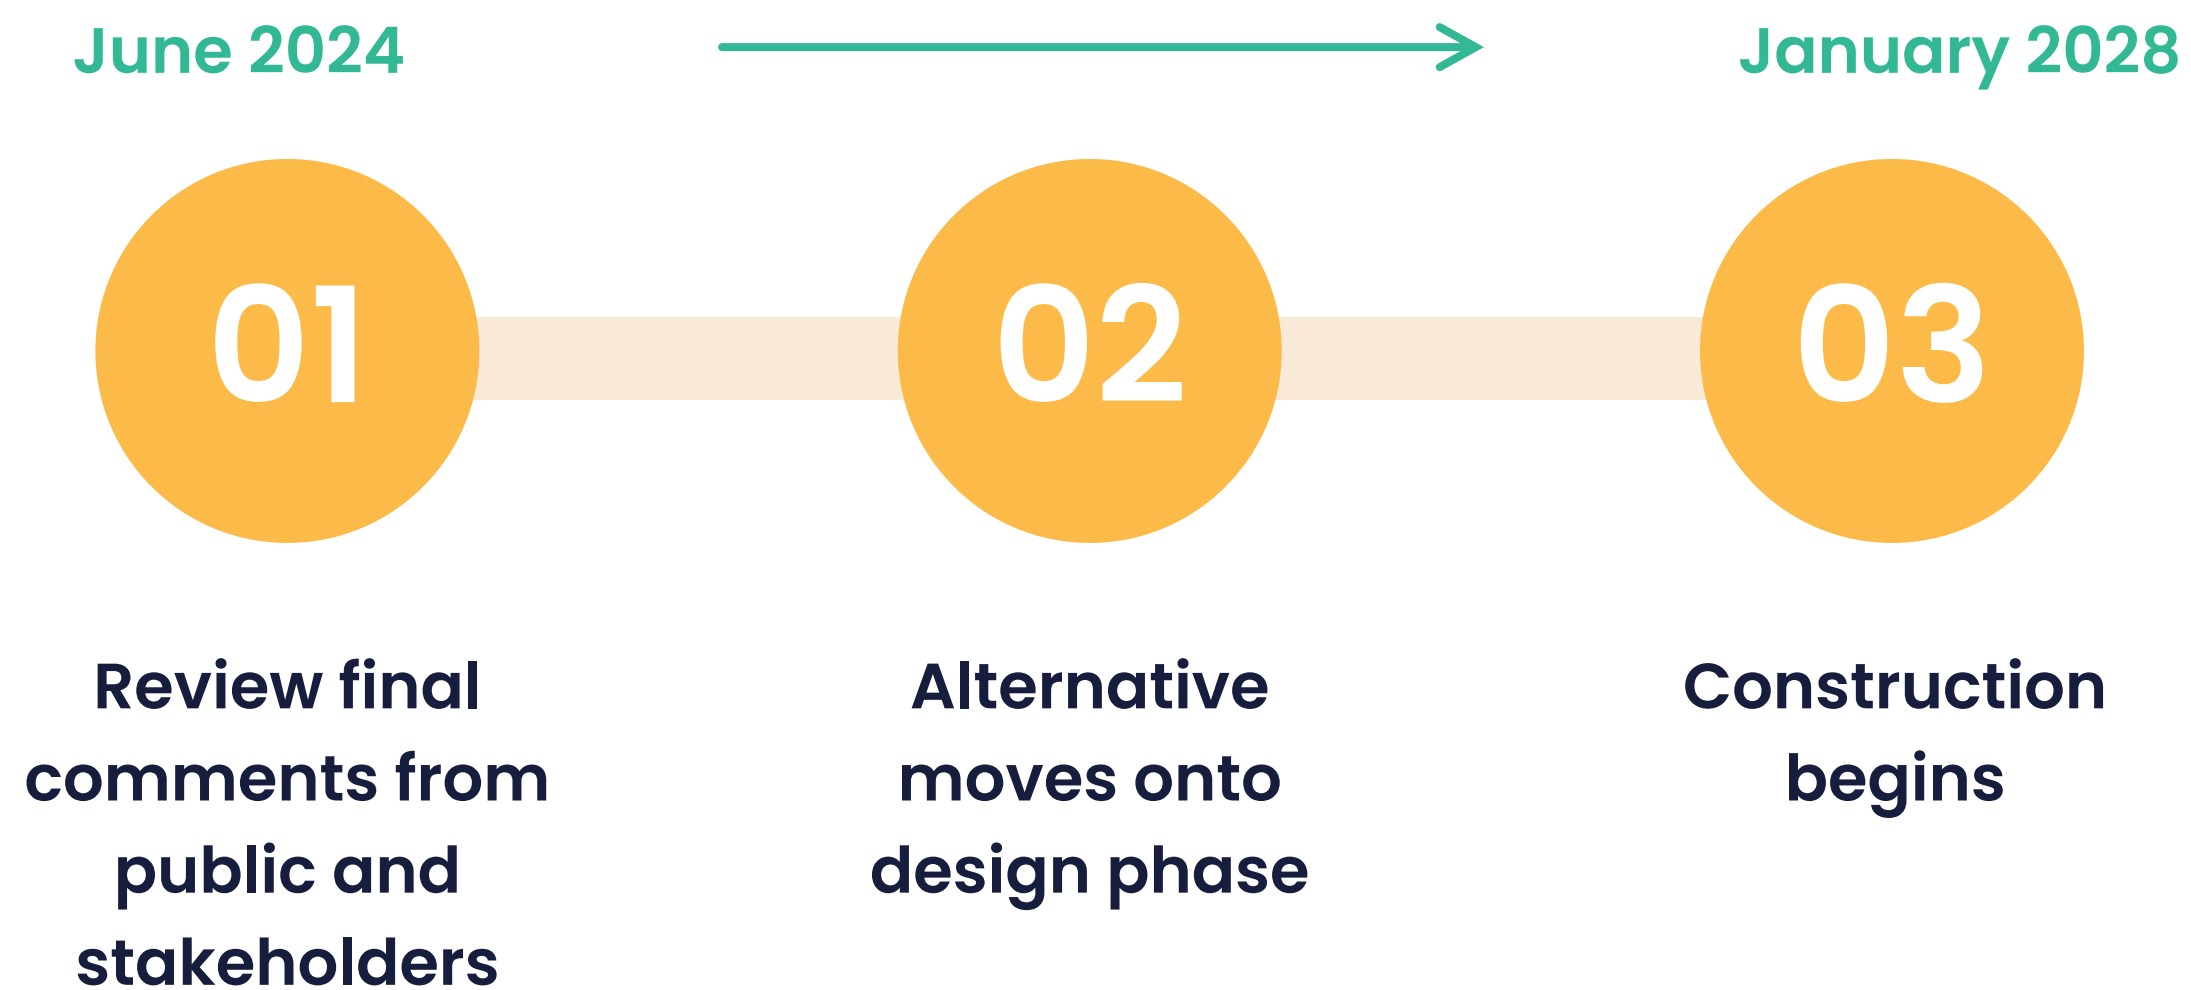 June 2024
January 2028
01
02
03
Review final
comments from
public and
stakeholders
Alternative
moves onto
design phase
Construction
begins